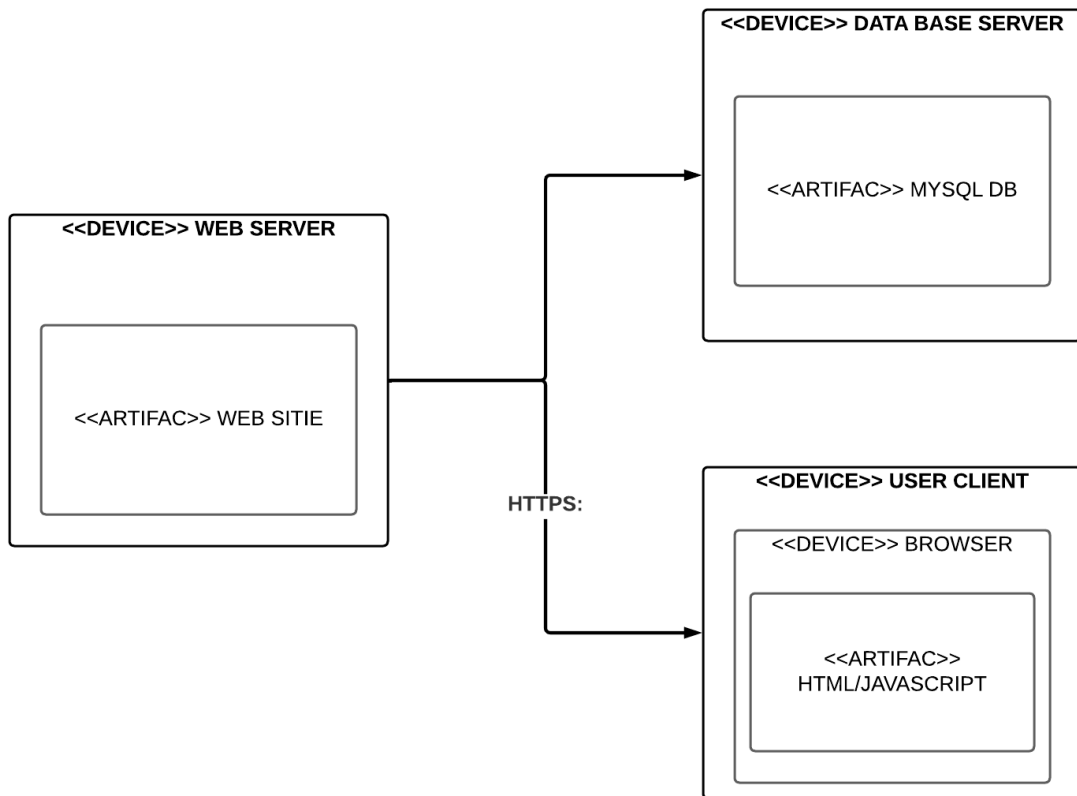 <<DEVICE>> DATA BASE SERVER
<<ARTIFAC>> MYSQL DB
<<DEVICE>> WEB SERVER
<<ARTIFAC>> WEB SITIE
HTTPS:
<<DEVICE>> USER CLIENT
<<DEVICE>> BROWSER
<<ARTIFAC>>
HTML/JAVASCRIPT